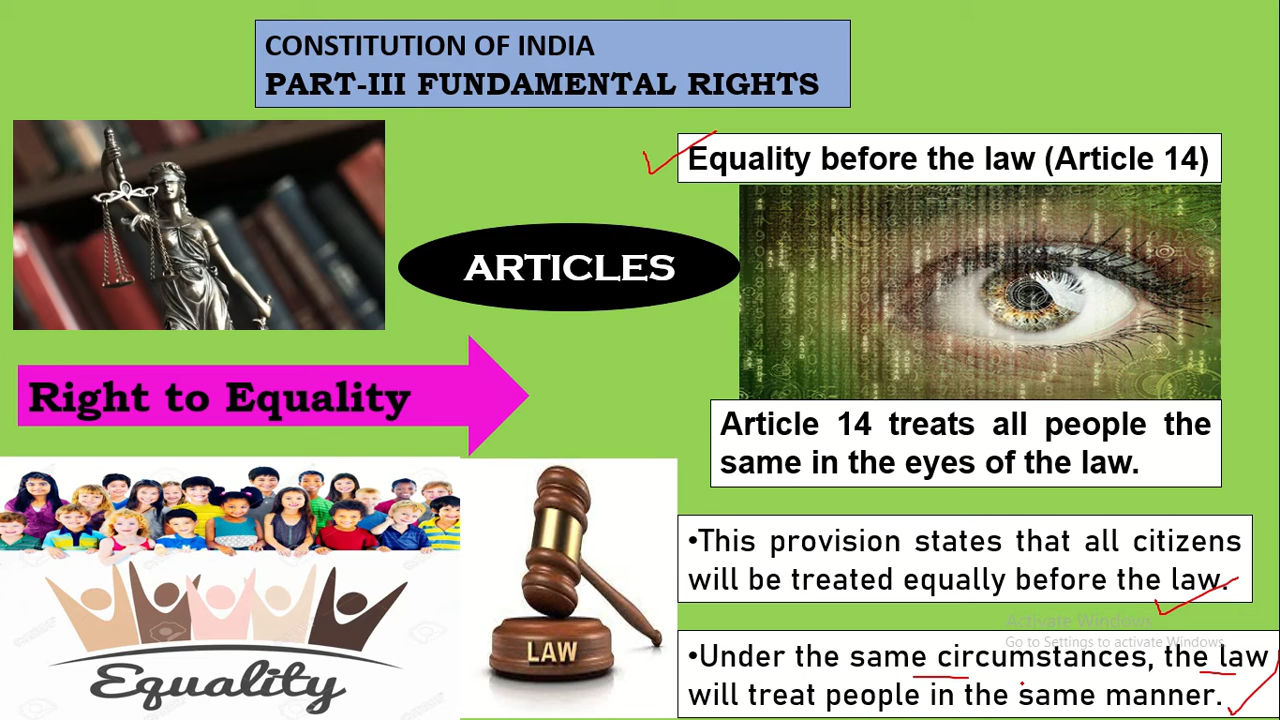 CONSTITUTION OF INDIA
PART-III FUNDAMENTAL RIGHTS
Equality before the law (Article 14)
ARTICLES
Right to Equality
Article 14 treats all people the
same in the eyes of the law.
•This provision states that all citizens
will be treated equally before the law.
Activate Windows
Go to Settings to activate Windows.
•Under the same circumstances, the law
will treat people in the same manner.
LAW
Equality